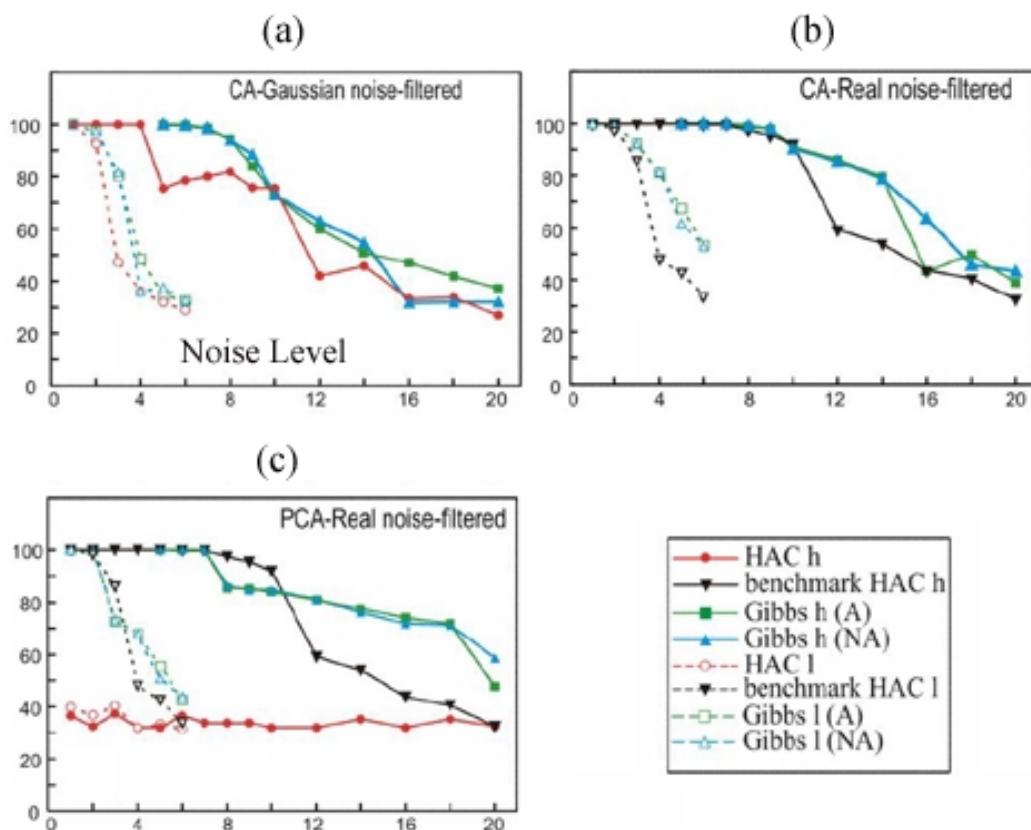 (a)
CA-Gaussian noise-filtered
100
80
60
40
20
0
Noise Level
0 4 8 12 16 20
(b)
CA-Real noise-filtered
100
80
60
40
20
0
0 4 8 12 16 20
(c)
PCA-Real noise-filtered
100
80
60
40
20
0
0 4 8 12 16 20
HAC h
benchmark HAC h
Gibbs h (A)
Gibbs h (NA)
HAC l
benchmark HAC l
Gibbs l (A)
Gibbs l (NA)